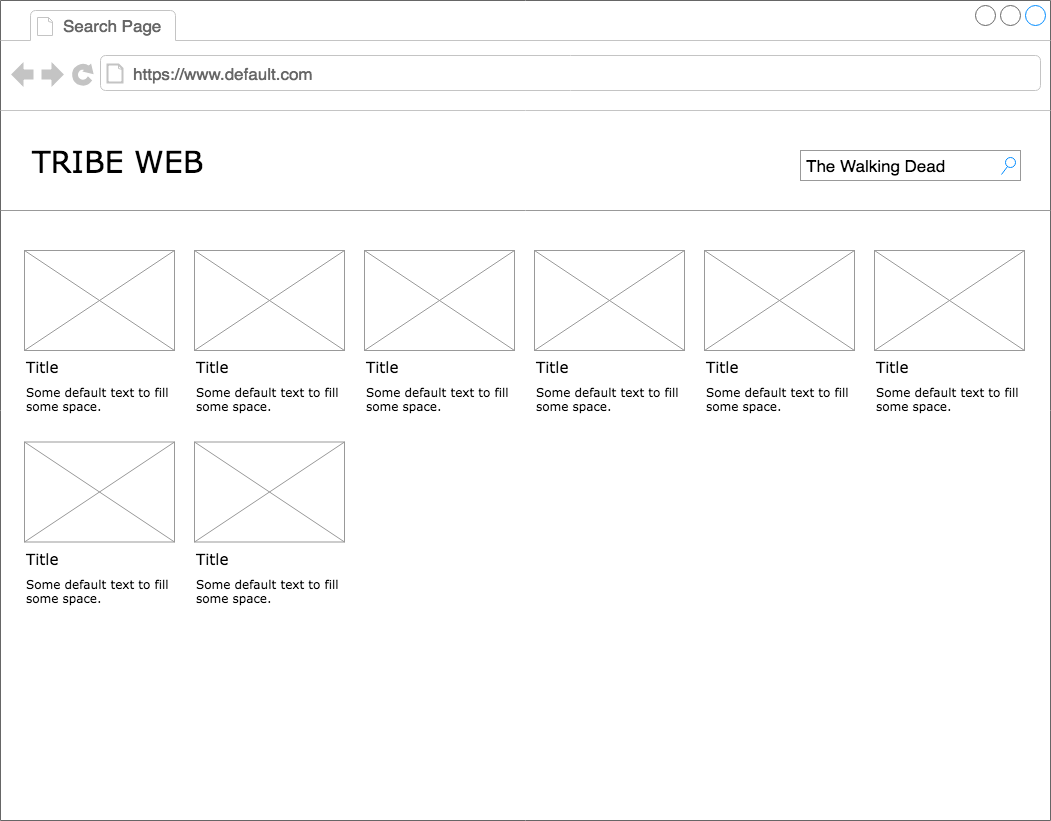 Search Page
https://www.default.com
TRIBE WEB
The Walking Dead
Title
Some default text to fill
some space.
Title
Some default text to fill
some space.
Title
Some default text to fill
some space.
Title
Some default text to fill
some space.
Title
Some default text to fill
some space.
Title
Some default text to fill
some space.
Title
Some default text to fill
some space.
Title
Some default text to fill
some space.